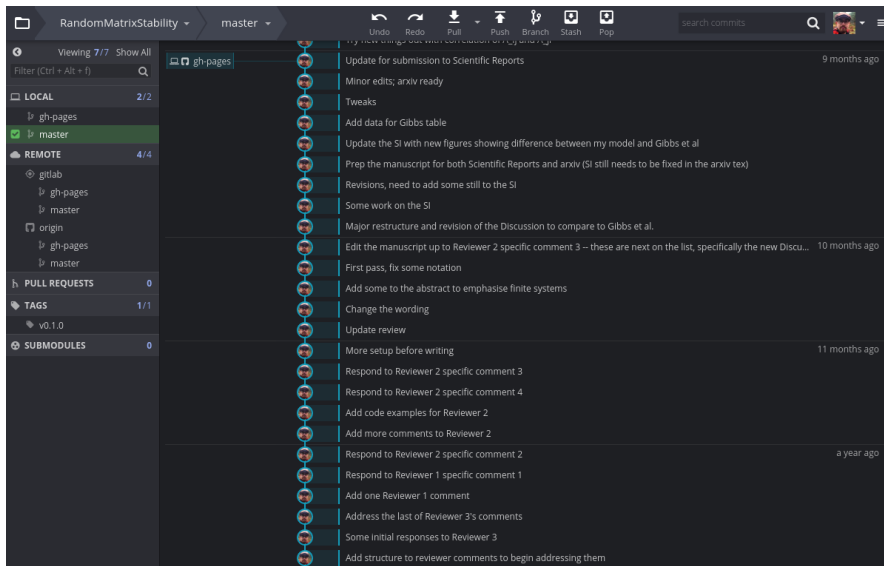 RandomMatrixStability
master
Undo
Redo
Pull
Push
Branch
Stash
Pop
search commits
Viewing 7/7 Show All
Filter (Ctrl + Alt + f)
LOCAL 2/2
gh-pages
master
REMOTE 4/4
gitlab
gh-pages
master
origin
gh-pages
master
PULL REQUESTS 0
TAGS 1/1
v0.1.0
SUBMODULES 0
gh-pages
Update for submission to Scientific Reports 9 months ago
Minor edits; arxiv ready
Tweaks
Add data for Gibbs table
Update the SI with new figures showing difference between my model and Gibbs et al
Prep the manuscript for both Scientific Reports and arxiv (SI still needs to be fixed in the arxiv tex)
Revisions, need to add some still to the SI
Some work on the SI
Major restructure and revision of the Discussion to compare to Gibbs et al.
Edit the manuscript up to Reviewer 2 specific comment 3 -- these are next on the list, specifically the new Discu... 10 months ago
First pass, fix some notation
Add some to the abstract to emphasise finite systems
Change the wording
Update review
More setup before writing 11 months ago
Respond to Reviewer 2 specific comment 3
Respond to Reviewer 2 specific comment 4
Add code examples for Reviewer 2
Add more comments to Reviewer 2
Respond to Reviewer 2 specific comment 2 a year ago
Respond to Reviewer 1 specific comment 1
Add one Reviewer 1 comment
Address the last of Reviewer 3's comments
Some initial responses to Reviewer 3
Add structure to reviewer comments to begin addressing them